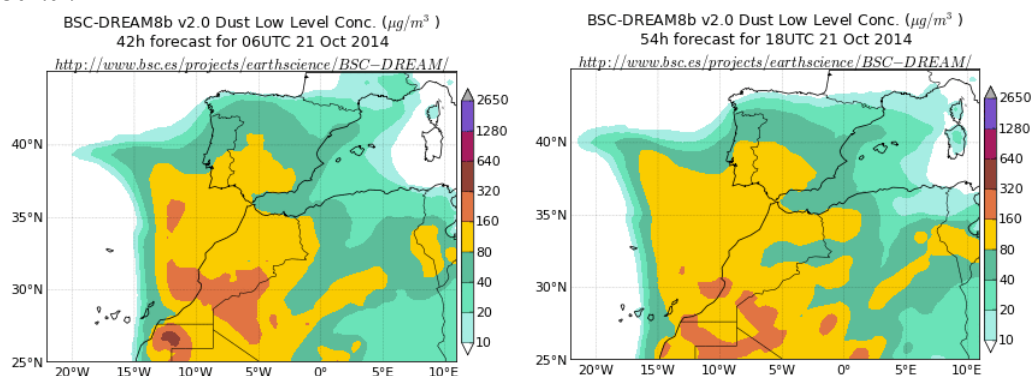 BSC-DREAM8b v2.0 Dust Low Level Conc. (μg/m³ )
42h forecast for 06UTC 21 Oct 2014
http://www.bsc.es/projects/earthscience/BSC−DREAM/
40°N
35°N
30°N
25°N
20°W 15°W 10°W 5°W 0° 5°E 10°E
2650
1280
640
320
160
80
40
20
10
BSC-DREAM8b v2.0 Dust Low Level Conc. (μg/m³ )
54h forecast for 18UTC 21 Oct 2014
http://www.bsc.es/projects/earthscience/BSC−DREAM/
40°N
35°N
30°N
25°N
20°W 15°W 10°W 5°W 0° 5°E 10°E
2650
1280
640
320
160
80
40
20
10